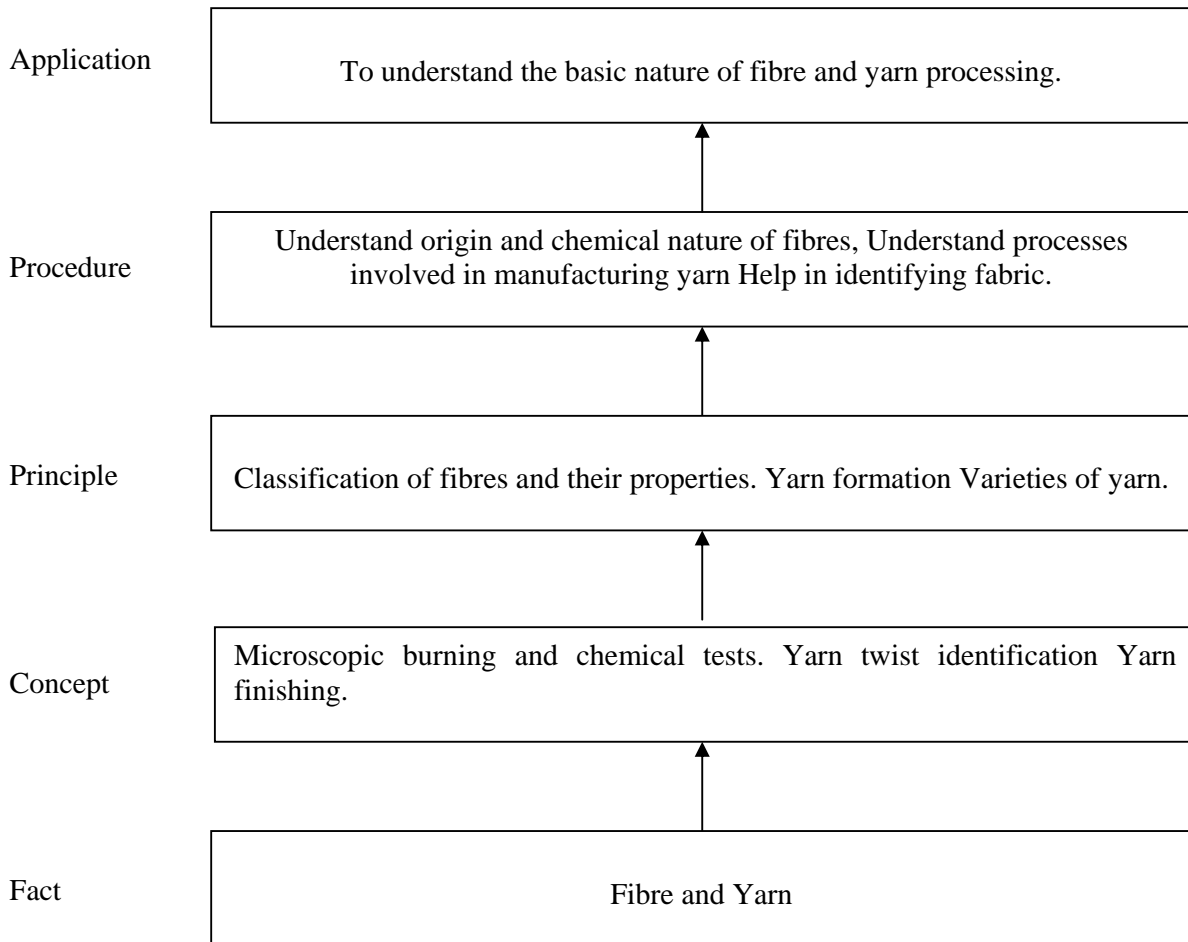 Application
To understand the basic nature of fibre and yarn processing.
Procedure
Understand origin and chemical nature of fibres, Understand processes
involved in manufacturing yarn Help in identifying fabric.
Principle
Classification of fibres and their properties. Yarn formation Varieties of yarn.
Concept
Microscopic burning and chemical tests. Yarn twist identification Yarn
finishing.
Fact
Fibre and Yarn